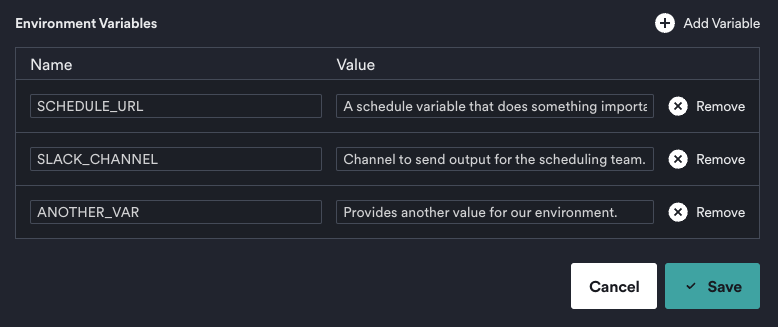 Environment Variables Add Variable
Name Value
SCHEDULE_URL A schedule variable that does something importa Remove
SLACK_CHANNEL Channel to send output for the scheduling team. Remove
ANOTHER_VAR Provides another value for our environment. Remove
Cancel Save